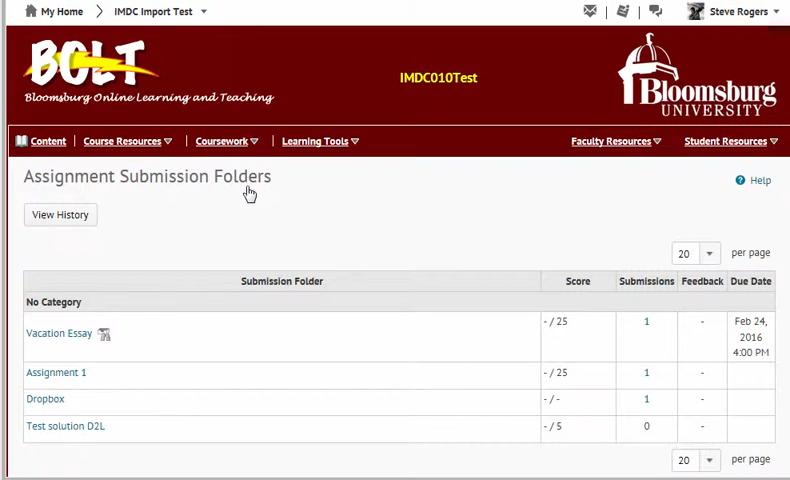 My Home IMDC Import Test Steve Rogers
BOLT
Bloomsburg Online Learning and Teaching
IMDC010Test
Bloomsburg
UNIVERSITY
Content Course Resources Coursework Learning Tools Faculty Resources Student Resources
Assignment Submission Folders
? Help
View History
20 per page
Submission Folder Score Submissions Feedback Due Date
No Category
Vacation Essay - / 25 1 - Feb 24,
2016
4:00 PM
Assignment 1 - / 25 1 -
Dropbox - / - 1 -
Test solution D2L - / 5 0 -
20 per page